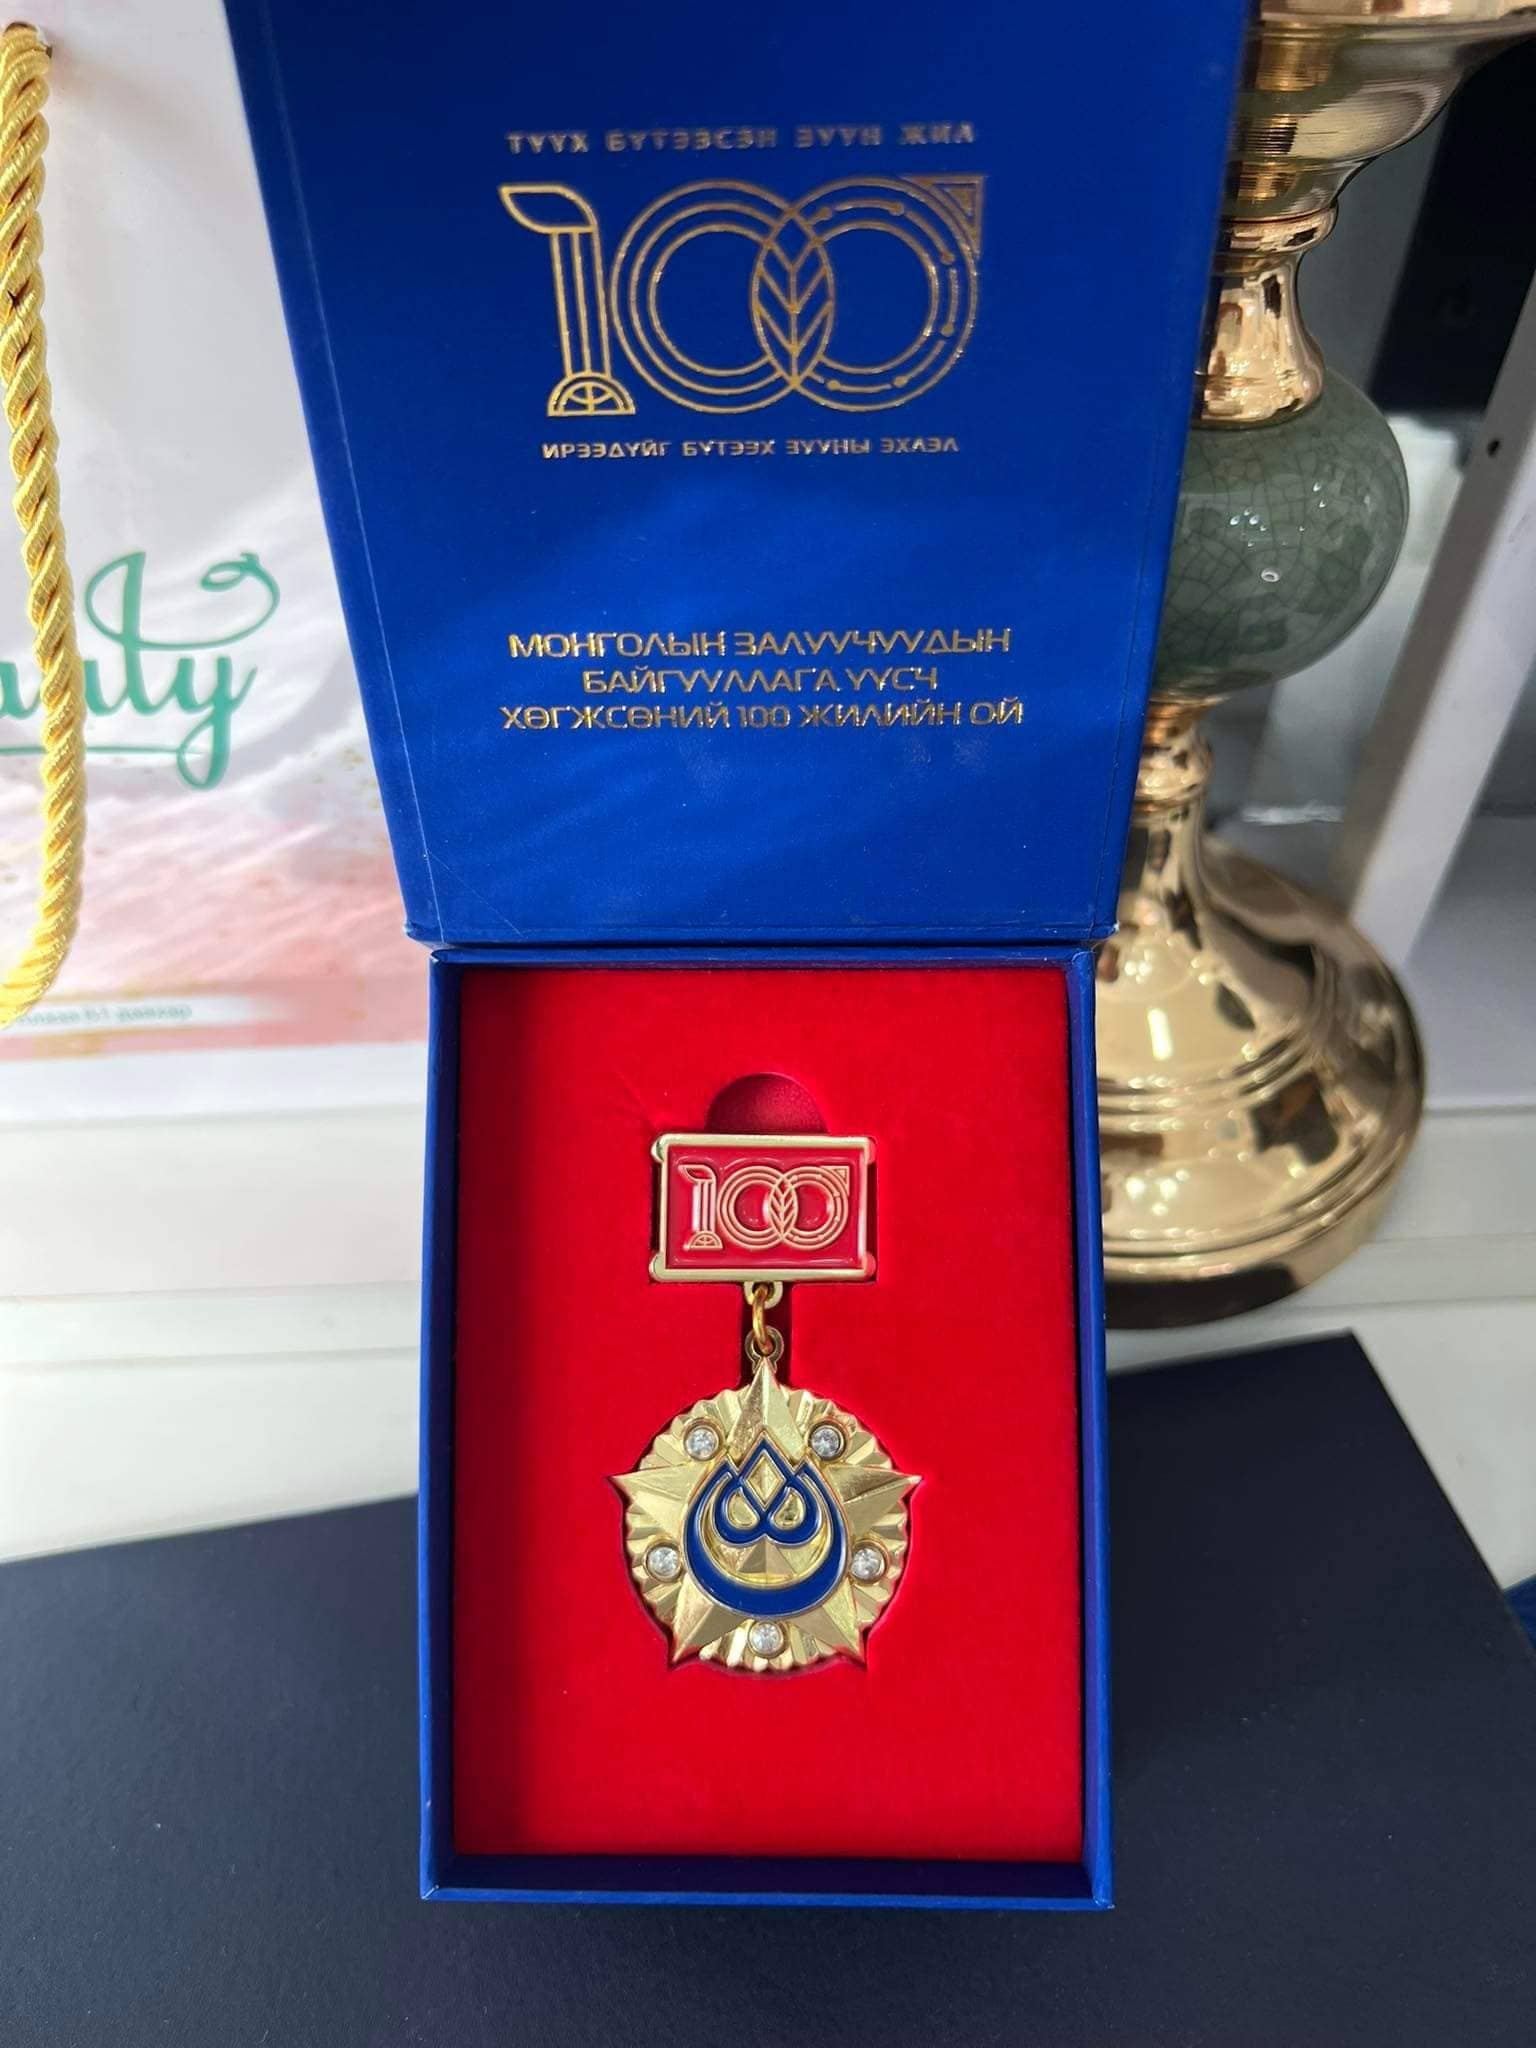 ТҮҮХ БҮТЭЭСЭН ЗУУН ЖИЛ
100
ИРЭЭДҮЙГ БҮТЭЭХ ЗУУНЫ ЭХЛЭЛ
МОНГОЛЫН ЗАЛУУЧУУДЫН
БАЙГУУЛЛАГА ҮҮСЧ
ХӨГЖСӨНИЙ 100 ЖИЛИЙН ОЙ
100